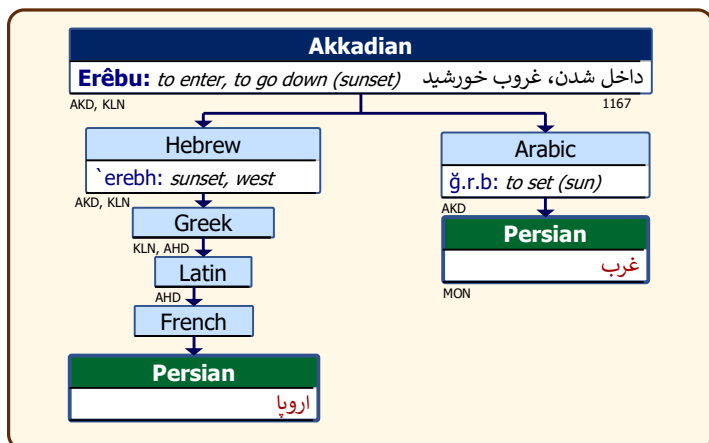 Akkadian
Erêbu: to enter, to go down (sunset) داخل شدن، غروب خورشید
AKD, KLN 1167
Hebrew
`erebh: sunset, west
AKD, KLN
Greek
KLN, AHD
Latin
AHD
French
Persian
اروپا
Arabic
ğ.r.b: to set (sun)
AKD
Persian
غرب
MON